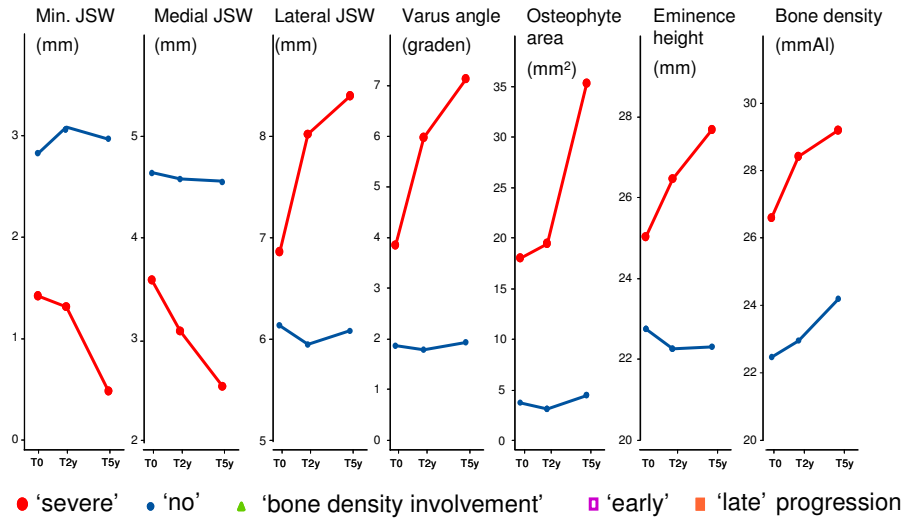 Min. JSW
(mm)
3
2
1
0
T0 T2y T5y
Medial JSW
(mm)
5
4
3
2
T0 T2y T5y
Lateral JSW
(mm)
8
7
6
5
T0 T2y T5y
Varus angle
(graden)
7
6
5
4
3
2
1
0
T0 T2y T5y
Osteophyte
area
(mm²)
35
30
25
20
15
10
5
0
T0 T2y T5y
Eminence
height
(mm)
28
26
24
22
20
T0 T2y T5y
Bone density
(mmAl)
30
28
26
24
22
20
T0 T2y T5y
'severe' 'no' 'bone density involvement' 'early' 'late' progression